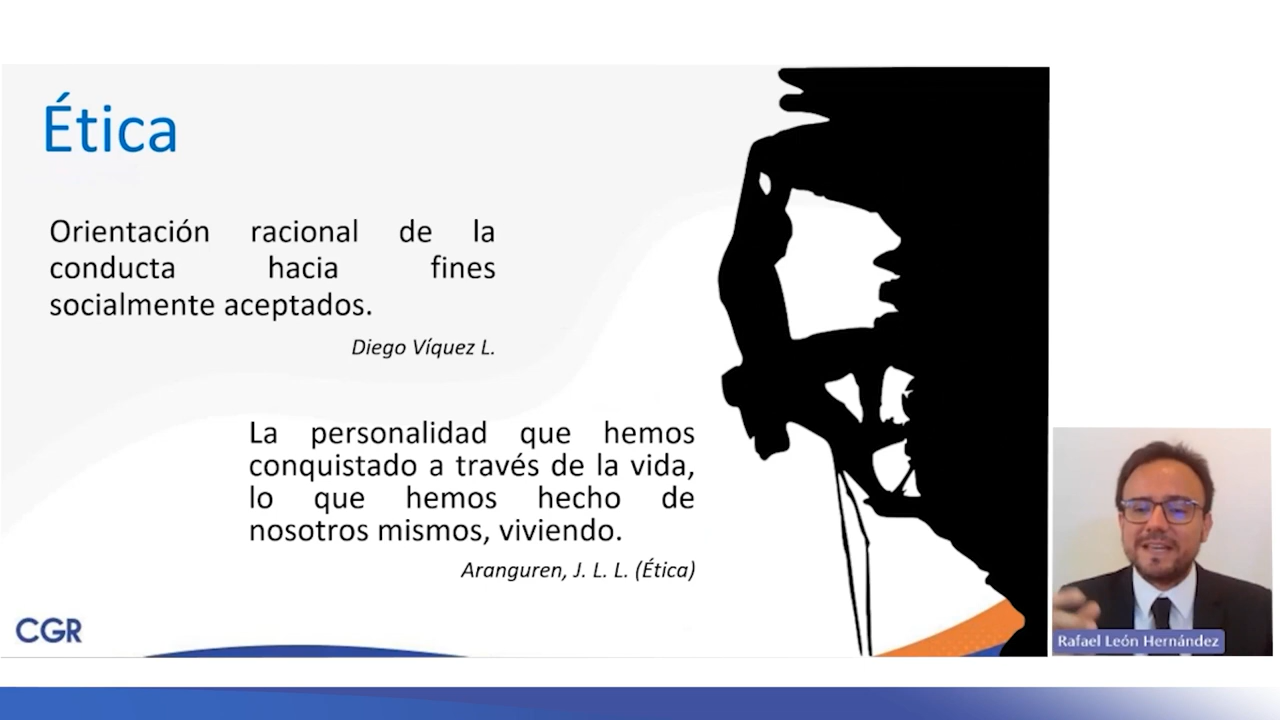 Ética
Orientación racional de la
conducta hacia fines
socialmente aceptados.
Diego Víquez L.
La personalidad que hemos
conquistado a través de la vida,
lo que hemos hecho de
nosotros mismos, viviendo.
Aranguren, J. L. L. (Ética)
CGR
Rafael León Hernández